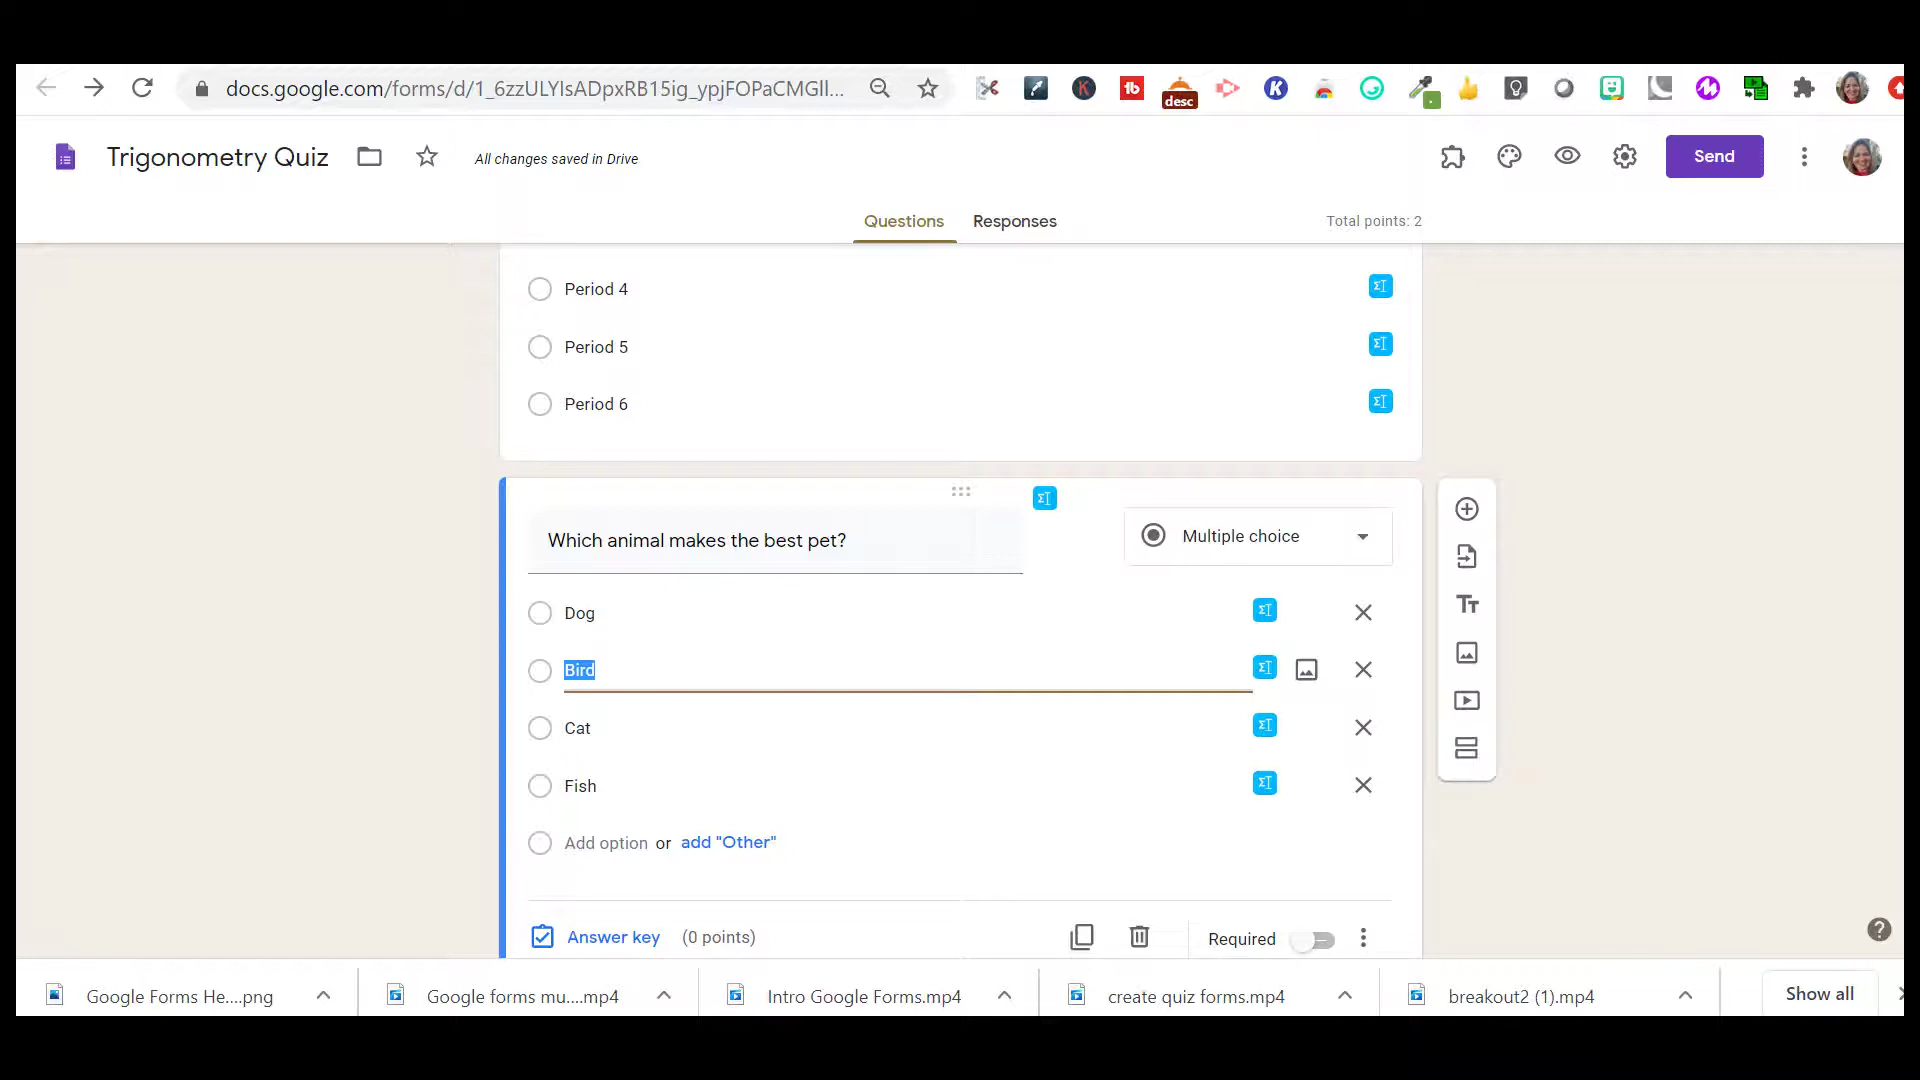 docs.google.com/forms/d/1_6zzULYIsADpxRB15ig_ypjFOPaCMGll...
desc
Trigonometry Quiz
All changes saved in Drive
Send
Questions
Responses
Total points: 2
Period 4
Period 5
Period 6
Which animal makes the best pet?
Multiple choice
Dog
Bird
Cat
Fish
Add option or add "Other"
Answer key (0 points)
Required
Google Forms He....png
Google forms mu....mp4
Intro Google Forms.mp4
create quiz forms.mp4
breakout2 (1).mp4
Show all